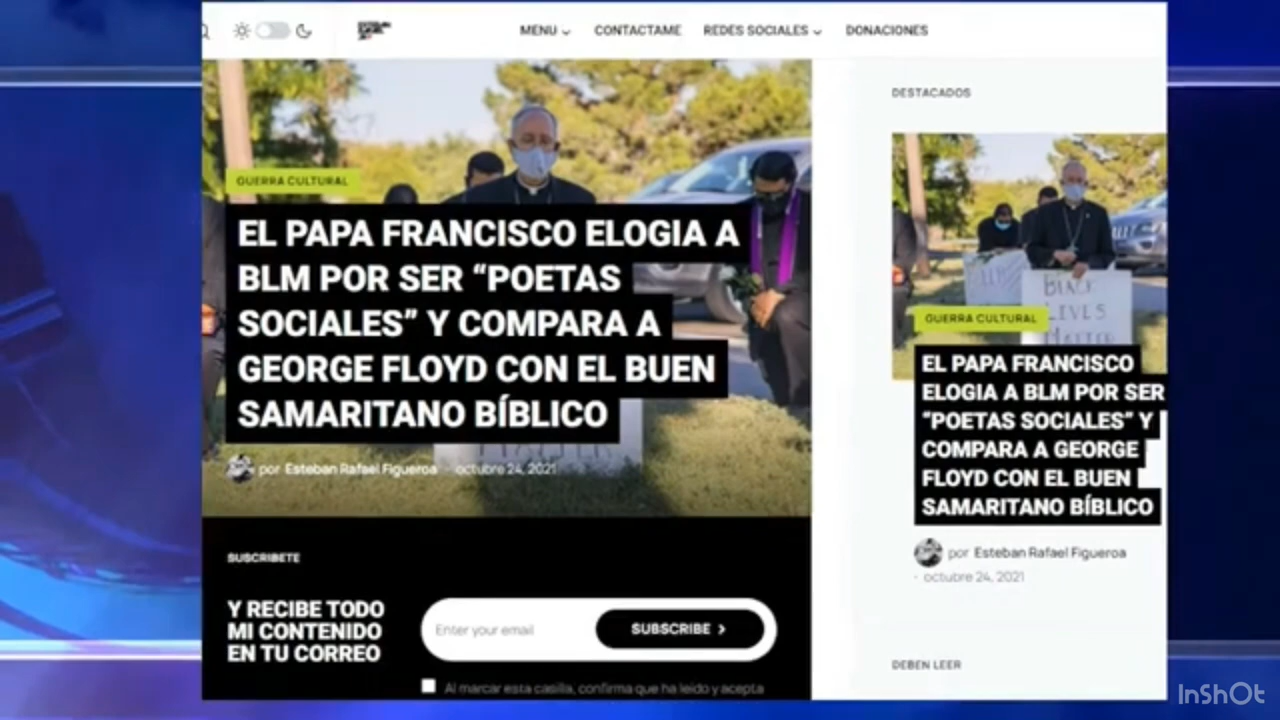 MENU
CONTACTAME
REDES SOCIALES
DONACIONES
GUERRA CULTURAL
EL PAPA FRANCISCO ELOGIA A
BLM POR SER “POETAS
SOCIALES” Y COMPARA A
GEORGE FLOYD CON EL BUEN
SAMARITANO BÍBLICO
por Esteban Rafael Figueroa - octubre 24, 2021
SUSCRIBETE
Y RECIBE TODO
MI CONTENIDO
EN TU CORREO
Enter your email
SUBSCRIBE
Al marcar esta casilla, confirma que ha leído y acepta
DESTACADOS
BLACK
LIVES
MATTER
GUERRA CULTURAL
EL PAPA FRANCISCO
ELOGIA A BLM POR SER
“POETAS SOCIALES” Y
COMPARA A GEORGE
FLOYD CON EL BUEN
SAMARITANO BÍBLICO
por Esteban Rafael Figueroa
- octubre 24, 2021
DEBEN LEER
InShOt